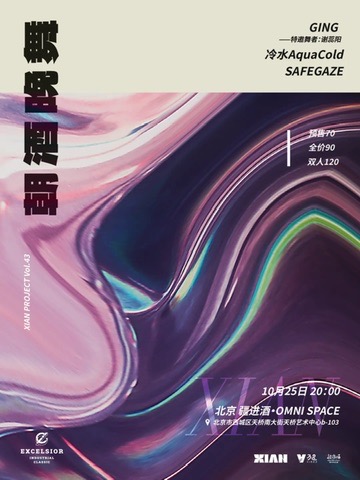 朝酒晚舞
XIAN PROJECT Vol.43
GING
——特邀舞者：谢蕊阳
冷水AquaCold
SAFEGAZE
预售70
全价90
双人120
XIAN
10月25日 20：00
北京 疆进酒·OMNI SPACE
北京市西城区天桥南大街天桥艺术中心b-103
EXCELSIOR
INDUSTRIAL
CLASSIC
XIAN